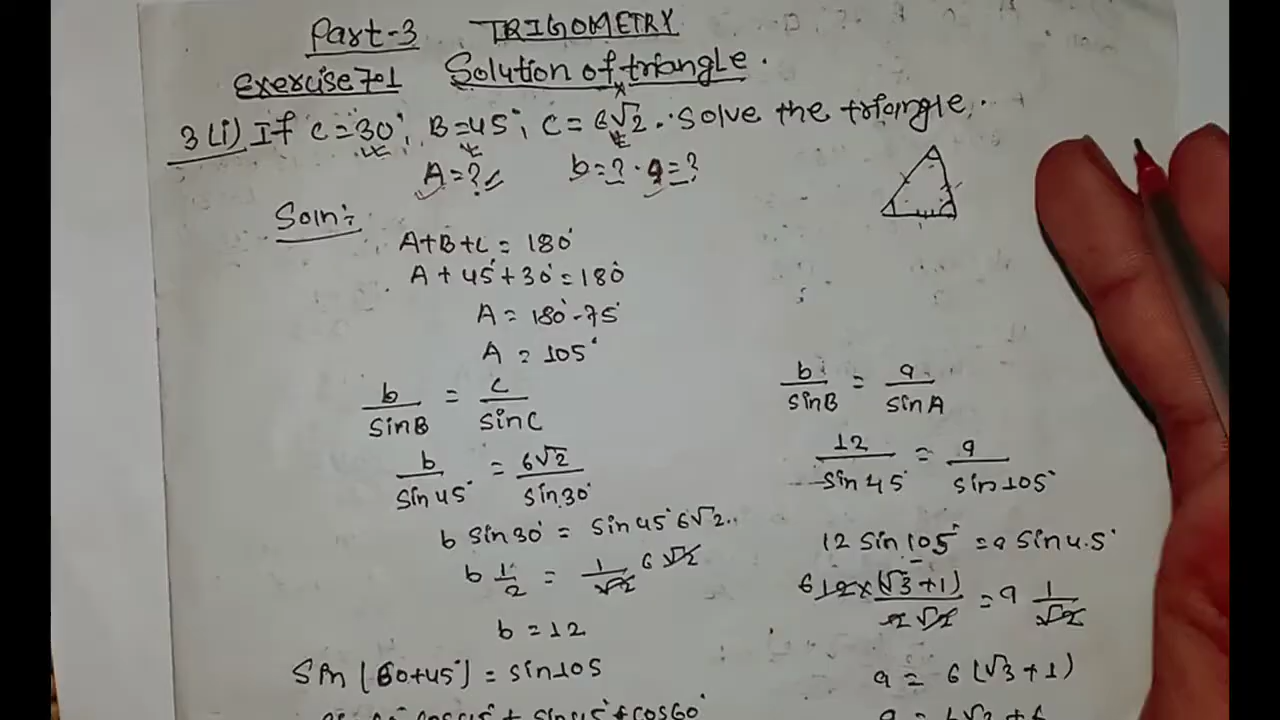 Part-3 TRIGOMETRY
Exercise 7.1 Solution of triangle.
3(i) If C = 30°, B = 45°, C = 6√2. Solve the triangle.
A = ? b = ? . a = ?
Soln:
A+B+C = 180°
A + 45° + 30° = 180°
A = 180° - 75°
A = 105°
b/sinB = c/sinC
b/sin45° = 6√2/sin30°
b sin30° = sin45° 6√2..
b 1/2 = 1/√2 6√2
b = 12
Sin (60+45°) = sin105
cos45° + sin45° cos60°
b/sinB = a/sinA
12/sin45° = a/sin105°
12 sin105° = a sin45°
6 12×(√3+1)/2√2 = a 1/√2
a = 6(√3+1)